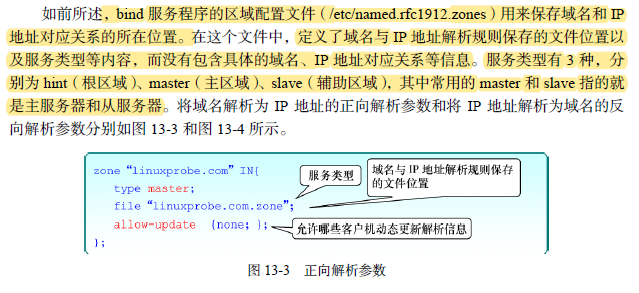 如前所述，bind 服务程序的区域配置文件（/etc/named.rfc1912.zones）用来保存域名和 IP
地址对应关系的所在位置。在这个文件中，定义了域名与 IP 地址解析规则保存的文件位置以
及服务类型等内容，而没有包含具体的域名、IP 地址对应关系等信息。服务类型有 3 种，分
别为 hint（根区域）、master（主区域）、slave（辅助区域），其中常用的 master 和 slave 指的就
是主服务器和从服务器。将域名解析为 IP 地址的正向解析参数和将 IP 地址解析为域名的反
向解析参数分别如图 13-3 和图 13-4 所示。
zone “linuxprobe.com” IN{
type master;
服务类型
域名与 IP 地址解析规则保存
的文件位置
file “linuxprobe.com.zone”;
allow-update {none; };
允许哪些客户机动态更新解析信息
};
图 13-3 正向解析参数